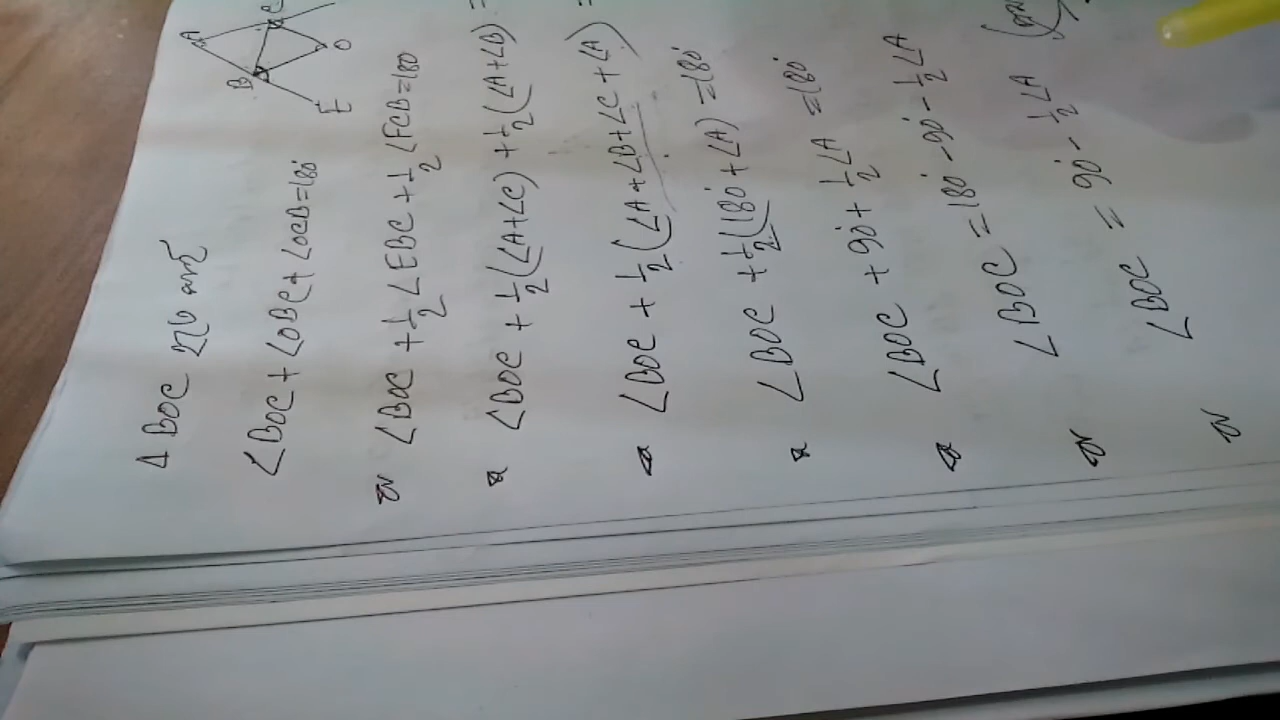 A
B
C
O
E
Δ BOC
∠BOC + ∠OBC + ∠OCB = 180°
বা ∠BOC + 1/2 ∠EBC + 1/2 ∠FCB = 180
বা ∠BOC + 1/2 (∠A + ∠C) + 1/2 (∠A + ∠B) =
বা ∠BOC + 1/2 (∠A + ∠B + ∠C + ∠A) =
বা ∠BOC + 1/2 (180° + ∠A) = 180°
বা ∠BOC + 90° + 1/2 ∠A = 180°
বা ∠BOC = 180° - 90° - 1/2 ∠A
বা ∠BOC = 90° - 1/2 ∠A